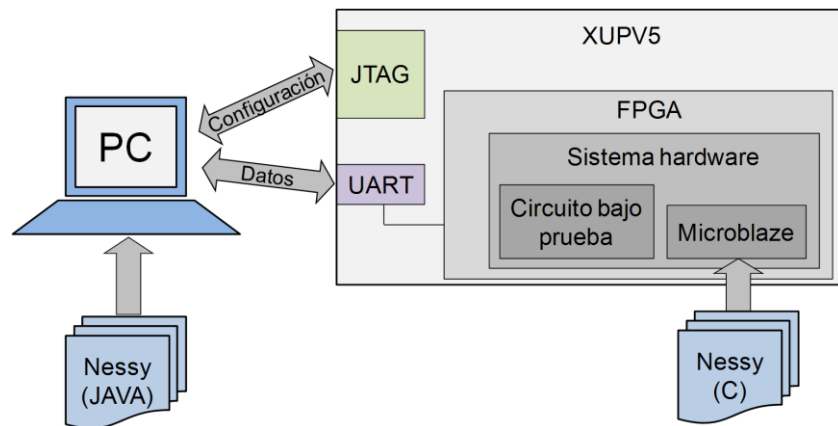 XUPV5
JTAG
Configuración
FPGA
PC
Sistema hardware
Datos
UART
Circuito bajo
prueba
Microblaze
Nessy
(JAVA)
Nessy
(C)